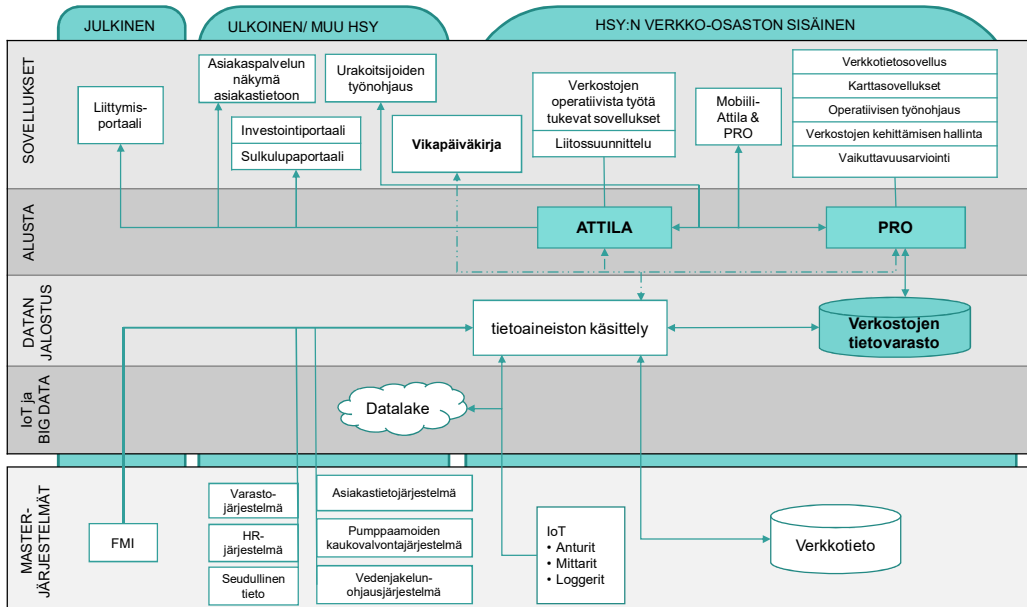 JULKINEN
ULKOINEN/ MUU HSY
HSY:N VERKKO-OSASTON SISÄINEN
SOVELLUKSET
Liittymis-
portaali
Asiakaspalvelun
näkymä
asiakastietoon
Investointiportaali
Sulkulupaportaali
Urakoitsijoiden
työnohjaus
Vikapäiväkirja
Verkostojen
operatiivista työtä
tukevat sovellukset
Liitossuunnittelu
Mobiili-
Attila &
PRO
Verkkotietosovellus
Karttasovellukset
Operatiivisen työnohjaus
Verkostojen kehittämisen hallinta
Vaikuttavuusarviointi
ALUSTA
ATTILA
PRO
DATAN
JALOSTUS
tietoaineiston käsittely
Verkostojen
tietovarasto
IoT ja
BIG DATA
Datalake
MASTER-
JÄRJESTELMÄT
FMI
Varasto-
järjestelmä
HR-
järjestelmä
Seudullinen
tieto
Asiakastietojärjestelmä
Pumppaamoiden
kaukovalvontajärjestelmä
Vedenjakelun-
ohjausjärjestelmä
IoT
• Anturit
• Mittarit
• Loggerit
Verkkotieto